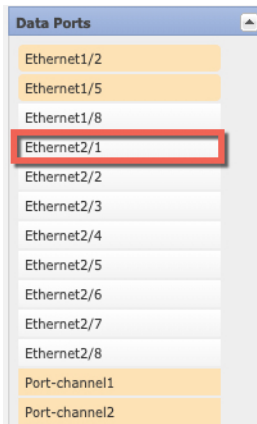 Data Ports
Ethernet1/2
Ethernet1/5
Ethernet1/8
Ethernet2/1
Ethernet2/2
Ethernet2/3
Ethernet2/4
Ethernet2/5
Ethernet2/6
Ethernet2/7
Ethernet2/8
Port-channel1
Port-channel2